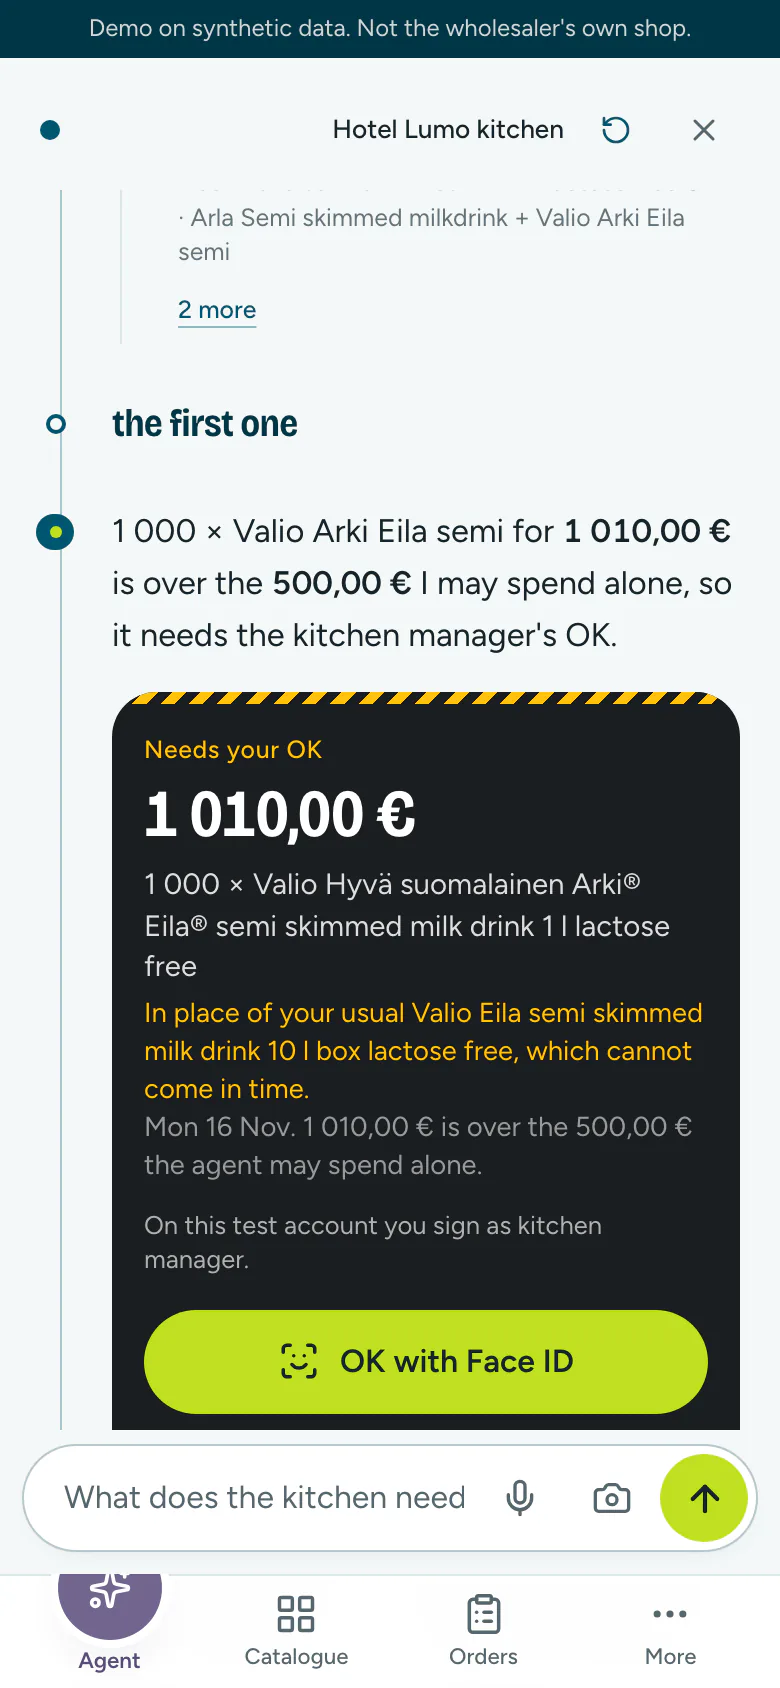 Demo on synthetic data. Not the wholesaler's own shop.
Hotel Lumo kitchen
· Arla Semi skimmed milkdrink + Valio Arki Eila
semi
2 more
the first one
1 000 × Valio Arki Eila semi for 1 010,00 €
is over the 500,00 € I may spend alone, so
it needs the kitchen manager's OK.
Needs your OK
1 010,00 €
1 000 × Valio Hyvä suomalainen Arki®
Eila® semi skimmed milk drink 1 l lactose
free
In place of your usual Valio Eila semi skimmed
milk drink 10 l box lactose free, which cannot
come in time.
Mon 16 Nov. 1 010,00 € is over the 500,00 €
the agent may spend alone.
On this test account you sign as kitchen
manager.
OK with Face ID
What does the kitchen need
Agent
Catalogue
Orders
More